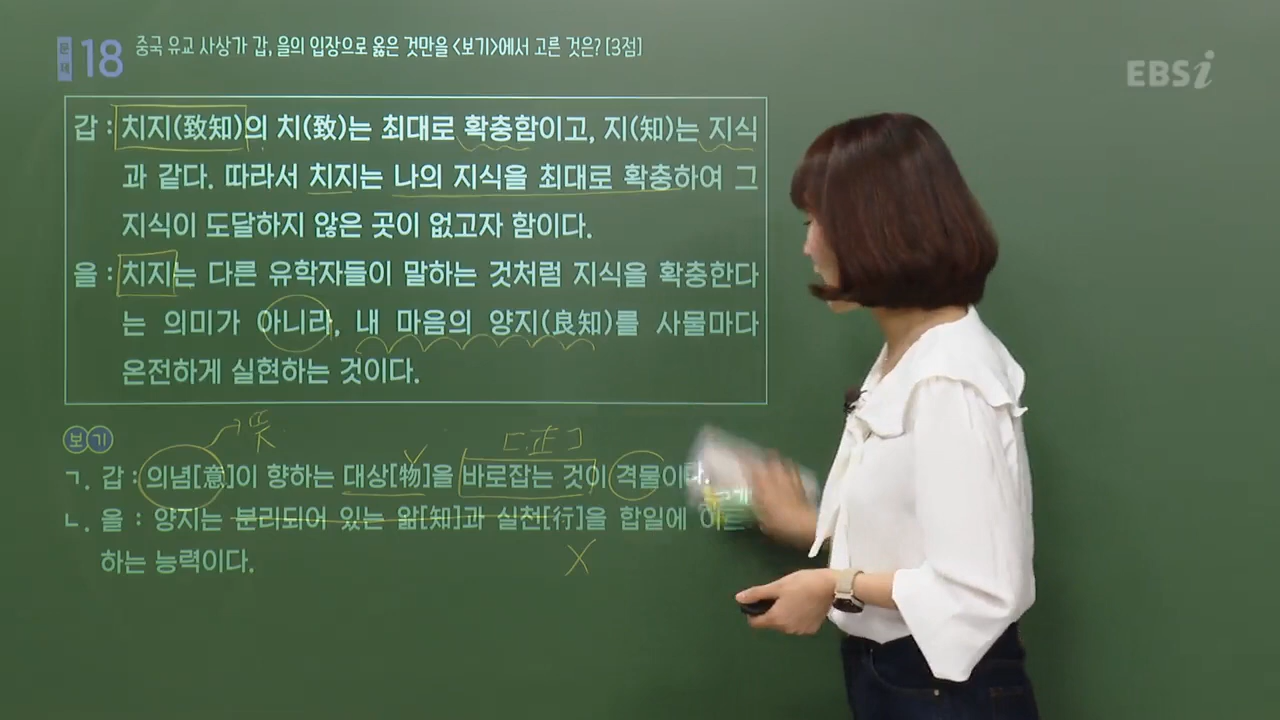 문제 18 중국 유교 사상가 갑, 을의 입장으로 옳은 것만을 <보기>에서 고른 것은? [3점]
EBSi
갑 : 치지(致知)의 치(致)는 최대로 확충함이고, 지(知)는 지식
과 같다. 따라서 치지는 나의 지식을 최대로 확충하여 그
지식이 도달하지 않은 곳이 없고자 함이다.
을 : 치지는 다른 유학자들이 말하는 것처럼 지식을 확충한다
는 의미가 아니라, 내 마음의 양지(良知)를 사물마다
온전하게 실현하는 것이다.
보기
[正]
ㄱ. 갑 : 의념[意]이 향하는 대상[物]을 바로잡는 것이 격물이다
ㄴ. 을 : 양지는 분리되어 있는 앎[知]과 실천[行]을 합일에
하는 능력이다.
X